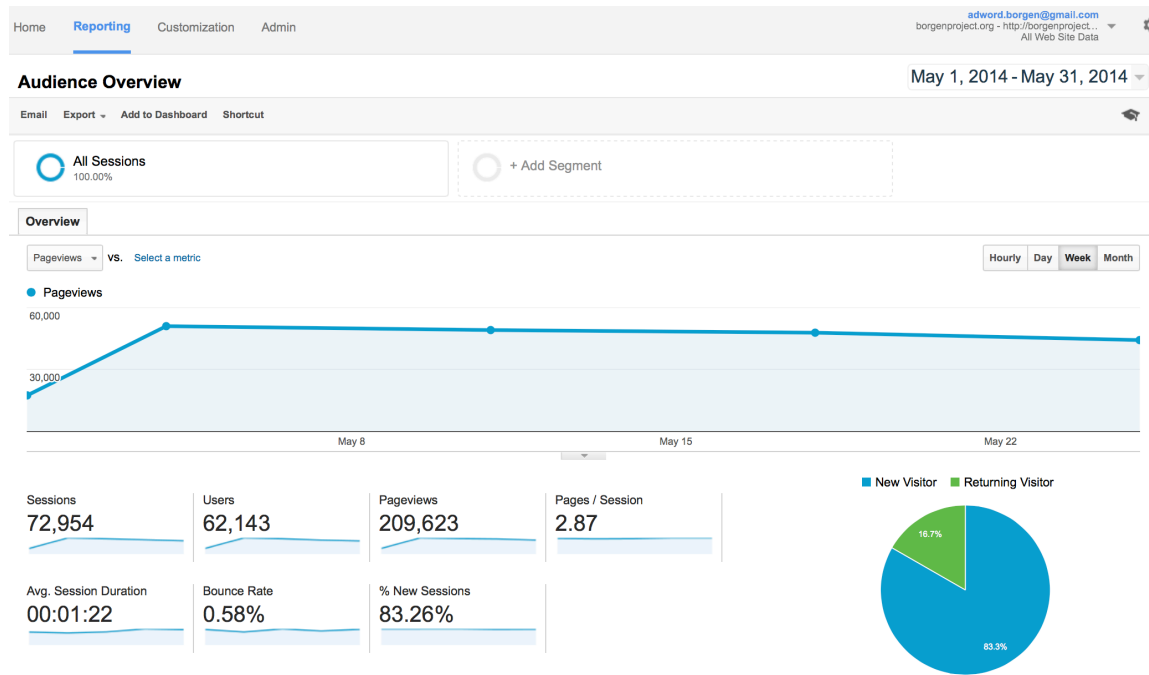 Home Reporting Customization Admin
adword.borgen@gmail.com
borgenproject.org - http://borgenproject...
All Web Site Data
Audience Overview
May 1, 2014 - May 31, 2014
Email Export Add to Dashboard Shortcut
All Sessions
100.00%
+ Add Segment
Overview
Pageviews VS. Select a metric
Hourly Day Week Month
Pageviews
60,000
30,000
May 8 May 15 May 22
New Visitor Returning Visitor
Sessions Users Pageviews Pages / Session
72,954 62,143 209,623 2.87
16.7%
Avg. Session Duration Bounce Rate % New Sessions
00:01:22 0.58% 83.26%
83.3%